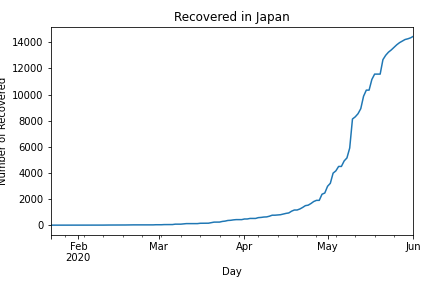 Recovered in Japan
14000
12000
10000
8000
6000
4000
2000
0
Number of Recovered
Feb
2020
Mar
Apr
May
Jun
Day